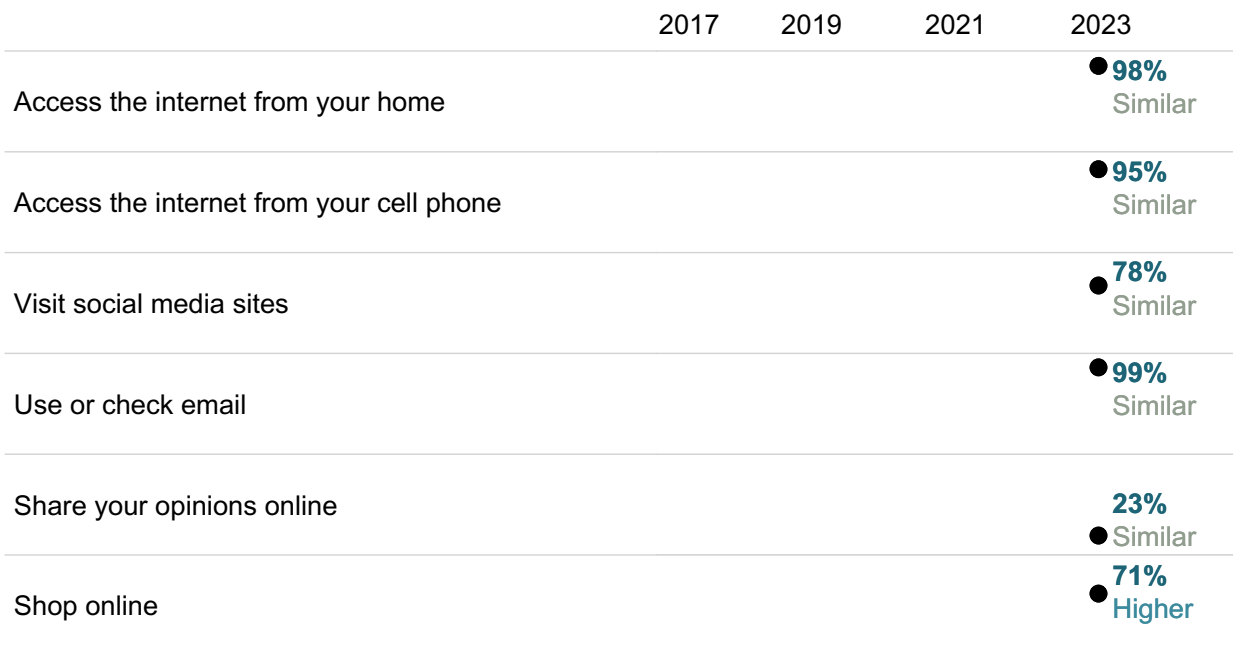 2017 2019 2021 2023
98%
Access the internet from your home
Similar
95%
Access the internet from your cell phone
Similar
78%
Visit social media sites
Similar
99%
Use or check email
Similar
Share your opinions online
23%
Similar
71%
Shop online
Higher